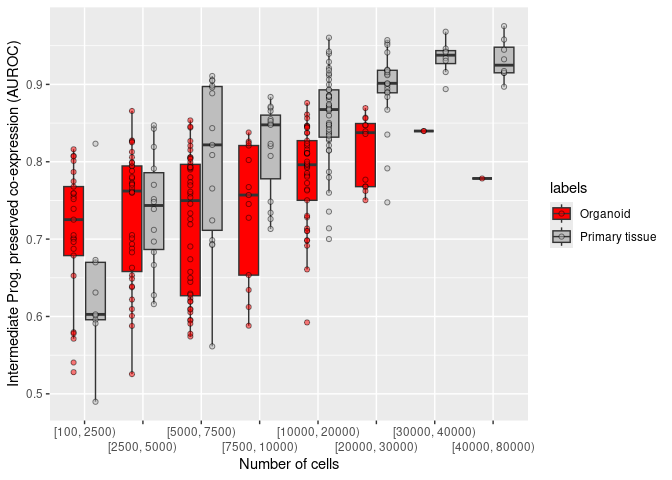 Intermediate Prog. preserved co-expression (AUROC)
0.9
0.8
0.7
0.6
0.5
[100, 2500)
[5000, 7500)
[10000, 20000)
[30000, 40000)
[2500, 5000)
[7500, 10000)
[20000, 30000)
[40000, 80000)
Number of cells
labels
Organoid
Primary tissue